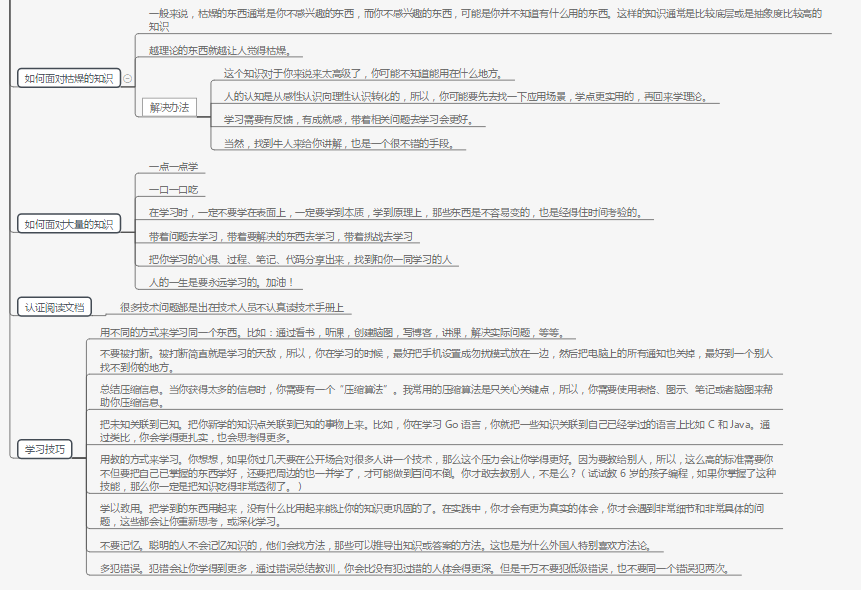 一般来说，枯燥的东西通常是你不感兴趣的东西，而你不感兴趣的东西，可能是你并不知道有什么用的东西。这样的知识通常是比较底层或是抽象度比较高的
知识
越理论的东西就越让人觉得枯燥。
如何面对枯燥的知识
这个知识对于你来说来太高级了，你可能不知道能用在什么地方。
人的认知是从感性认识向理性认识转化的，所以，你可能要先去找一下应用场景，学点更实用的，再回来学理论。
解决办法
学习需要有反馈，有成就感，带着相关问题去学习会更好。
当然，找到牛人来给你讲解，也是一个很不错的手段。
一点一点学
一口一口吃
在学习时，一定不要学在表面上，一定要学到本质，学到原理上，那些东西是不容易变的，也是经得住时间考验的。
如何面对大量的知识
带着问题去学习，带着要解决的东西去学习，带着挑战去学习
把你学习的心得、过程、笔记、代码分享出来，找到和你一同学习的人
人的一生是要永远学习的。加油！
认证阅读文档
很多技术问题都是出在技术人员不认真读技术手册上
用不同的方式来学习同一个东西。比如：通过看书，听课，创建脑图，写博客，讲课，解决实际问题，等等。
不要被打断。被打断简直就是学习的天敌，所以，你在学习的时候，最好把手机设置成勿扰模式放在一边，然后把电脑上的所有通知也关掉，最好到一个别人
找不到你的地方。
总结压缩信息。当你获得太多的信息时，你需要有一个“压缩算法”。我常用的压缩算法是只关心关键点，所以，你需要使用表格、图示、笔记或者脑图来帮
助你压缩信息。
把未知关联到已知。把你新学的知识点关联到已知的事物上来。比如，你在学习 Go 语言，你就把一些知识关联到自己已经学过的语言上比如 C 和 Java。通
过类比，你会学得更扎实，也会思考得更多。
学习技巧
用教的方式来学习。你想想，如果你过几天要在公开场合对很多人讲一个技术，那么这个压力会让你学得更好。因为要教给别人，所以，这么高的标准需要你
不但要把自己已掌握的东西学好，还要把周边的也一并学了，才可能做到百问不倒。你才敢去教别人，不是么？（试试教 6 岁的孩子编程，如果你掌握了这种
技能，那么你一定是把知识吃得非常透彻了。）
学以致用。把学到的东西用起来，没有什么比用起来能让你的知识更巩固的了。在实践中，你才会有更为真实的体会，你才会遇到非常细节和非常具体的问
题，这些都会让你重新思考，或深化学习。
不要记忆。聪明的人不会记忆知识的，他们会找方法，那些可以推导出知识或答案的方法。这也是为什么外国人特别喜欢方法论。
多犯错误。犯错会让你学得到更多，通过错误总结教训，你会比没有犯过错的人体会得更深。但是千万不要犯低级错误，也不要同一个错误犯两次。